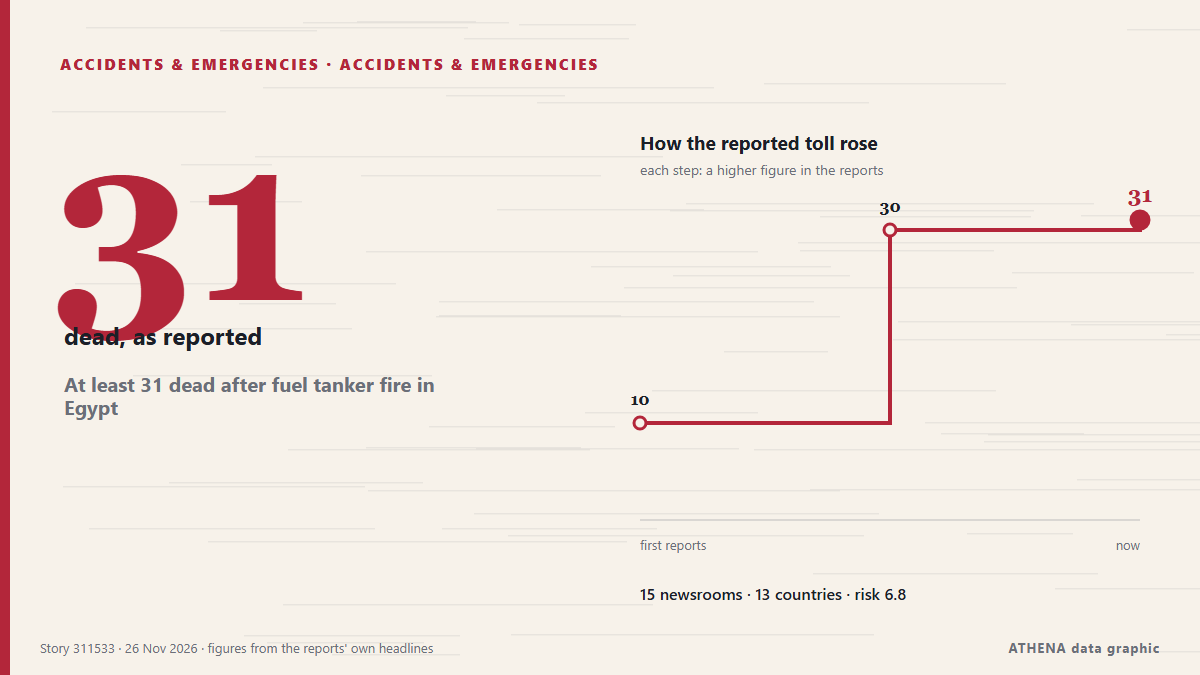 ACCIDENTS & EMERGENCIES · ACCIDENTS & EMERGENCIES
31
dead, as reported
At least 31 dead after fuel tanker fire in
Egypt
How the reported toll rose
each step: a higher figure in the reports
10
30
31
first reports
now
15 newsrooms · 13 countries · risk 6.8
Story 311533 · 26 Nov 2026 · figures from the reports' own headlines
ATHENA data graphic